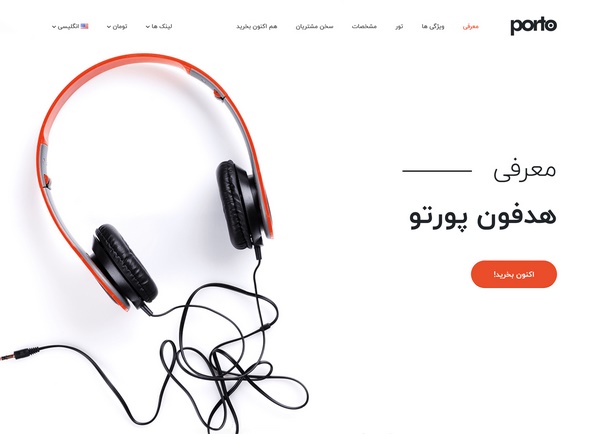 porto
معرفی
ویژگی ها
تور
مشخصات
سخن مشتریان
هم اکنون بخرید
لینک ها
تومان
انگلیسی
معرفی
هدفون پورتو
اکنون بخرید!